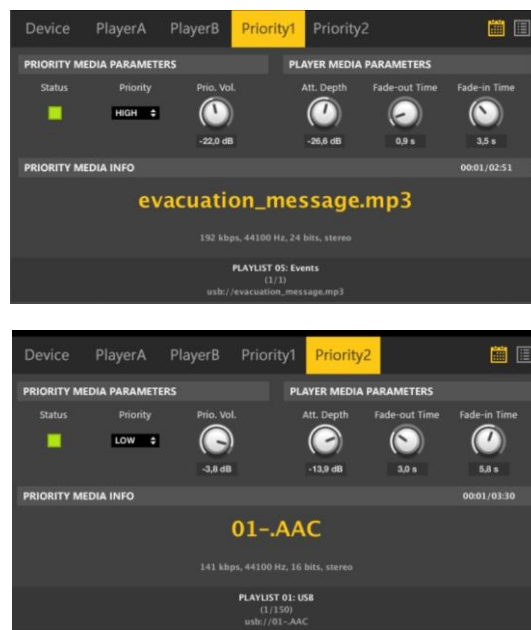 Device PlayerA PlayerB Priority1 Priority2
PRIORITY MEDIA PARAMETERS PLAYER MEDIA PARAMETERS
Status Priority Prio. Vol. Att. Depth Fade-out Time Fade-in Time
HIGH
-22,0 dB -26,6 dB 0,9 s 3,5 s
PRIORITY MEDIA INFO 00:01/02:51
evacuation_message.mp3
192 kbps, 44100 Hz, 24 bits, stereo
PLAYLIST 05: Events
(1/1)
usb://evacuation_message.mp3
Device PlayerA PlayerB Priority1 Priority2
PRIORITY MEDIA PARAMETERS PLAYER MEDIA PARAMETERS
Status Priority Prio. Vol. Att. Depth Fade-out Time Fade-in Time
LOW
-3,8 dB -13,9 dB 3,0 s 5,8 s
PRIORITY MEDIA INFO 00:01/03:30
01-.AAC
141 kbps, 44100 Hz, 16 bits, stereo
PLAYLIST 01: USB
(1/150)
usb://01-.AAC